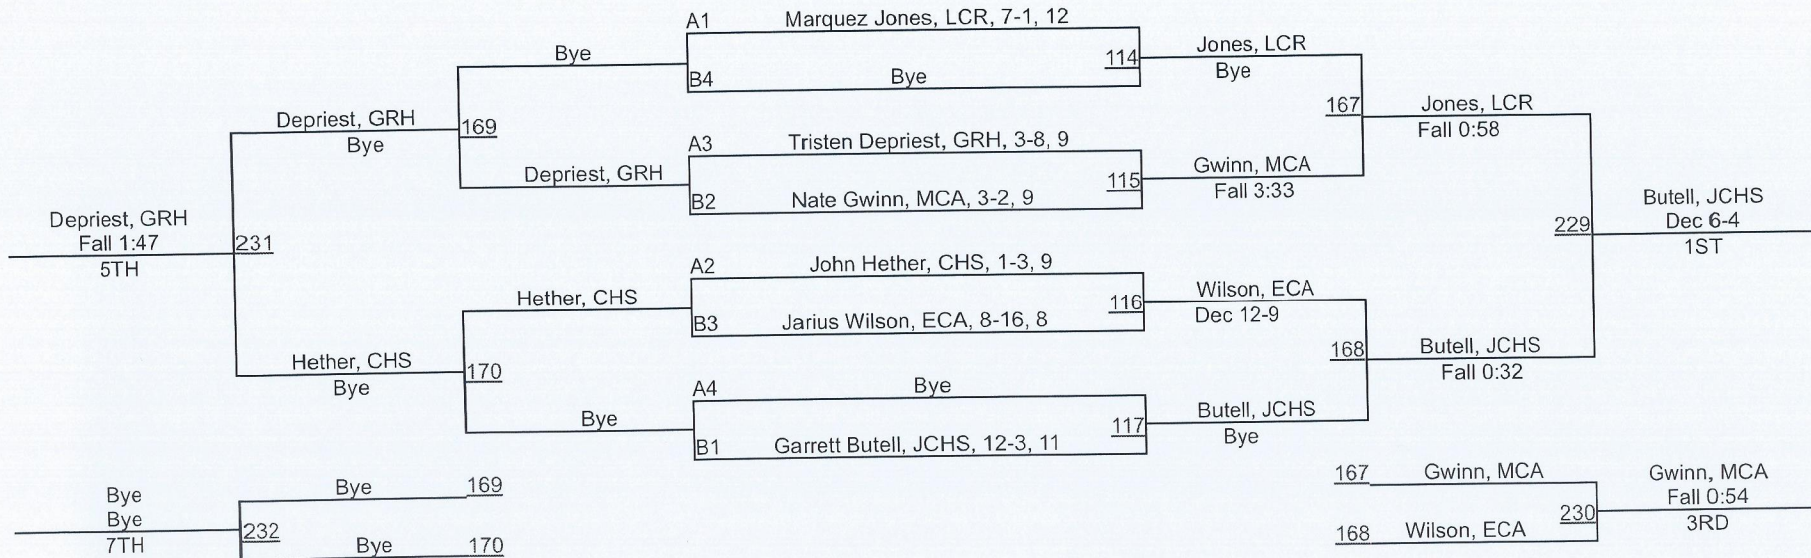 A1 Marquez Jones, LCR, 7-1, 12
Bye
Jones, LCR
114
B4 Bye
Bye
167
Jones, LCR
Fall 0:58
Depriest, GRH
Bye
169
A3 Tristen Depriest, GRH, 3-8, 9
Depriest, GRH
115
Gwinn, MCA
Fall 3:33
B2 Nate Gwinn, MCA, 3-2, 9
Depriest, GRH
Fall 1:47
5TH
231
229
Butell, JCHS
Dec 6-4
1ST
A2 John Hether, CHS, 1-3, 9
Hether, CHS
116
Wilson, ECA
Dec 12-9
B3 Jarius Wilson, ECA, 8-16, 8
168
Butell, JCHS
Fall 0:32
Hether, CHS
Bye
170
A4 Bye
Bye
117
Butell, JCHS
Bye
B1 Garrett Butell, JCHS, 12-3, 11
Bye
Bye
7TH
232
Bye 169
Bye 170
167 Gwinn, MCA
168 Wilson, ECA
230
Gwinn, MCA
Fall 0:54
3RD